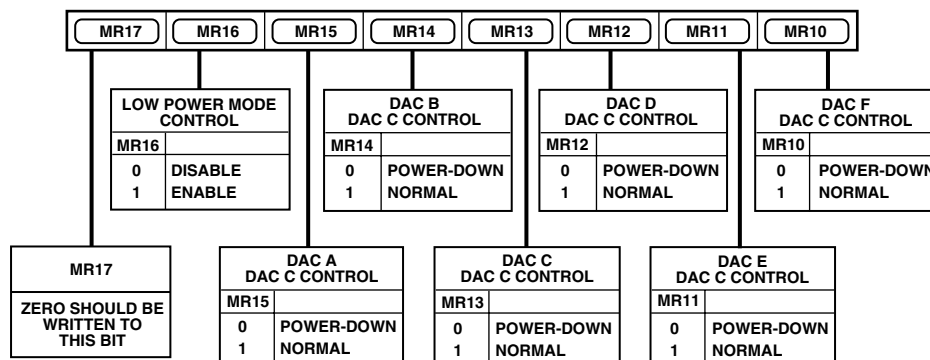 MR17 MR16 MR15 MR14 MR13 MR12 MR11 MR10
LOW POWER MODE
CONTROL
MR16
0 DISABLE
1 ENABLE
DAC B
DAC C CONTROL
MR14
0 POWER-DOWN
1 NORMAL
DAC D
DAC C CONTROL
MR12
0 POWER-DOWN
1 NORMAL
DAC F
DAC C CONTROL
MR10
0 POWER-DOWN
1 NORMAL
MR17
ZERO SHOULD BE
WRITTEN TO
THIS BIT
DAC A
DAC C CONTROL
MR15
0 POWER-DOWN
1 NORMAL
DAC C
DAC C CONTROL
MR13
0 POWER-DOWN
1 NORMAL
DAC E
DAC C CONTROL
MR11
0 POWER-DOWN
1 NORMAL